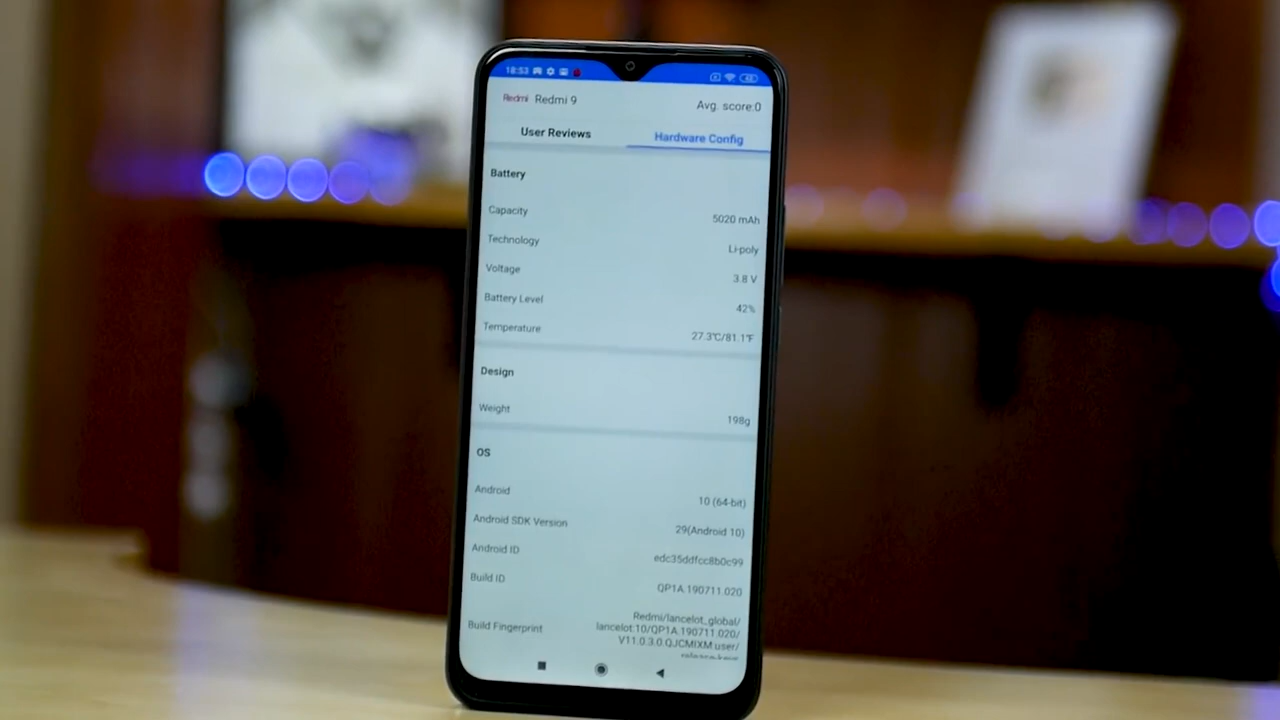 18:53 42
Redmi Redmi 9 Avg. score:0
User Reviews Hardware Config
Battery
Capacity 5020 mAh
Technology Li-poly
Voltage 3.8 V
Battery Level 42%
Temperature 27.3℃/81.1℉
Design
Weight 198g
OS
Android 10 (64-bit)
Android SDK Version 29(Android 10)
Android ID edc35ddfcc8b0c99
Build ID QP1A.190711.020
Build Fingerprint Redmi/lancelot_global/
lancelot:10/QP1A.190711.020/
V11.0.3.0.QJCMIXM:user/
release-keys